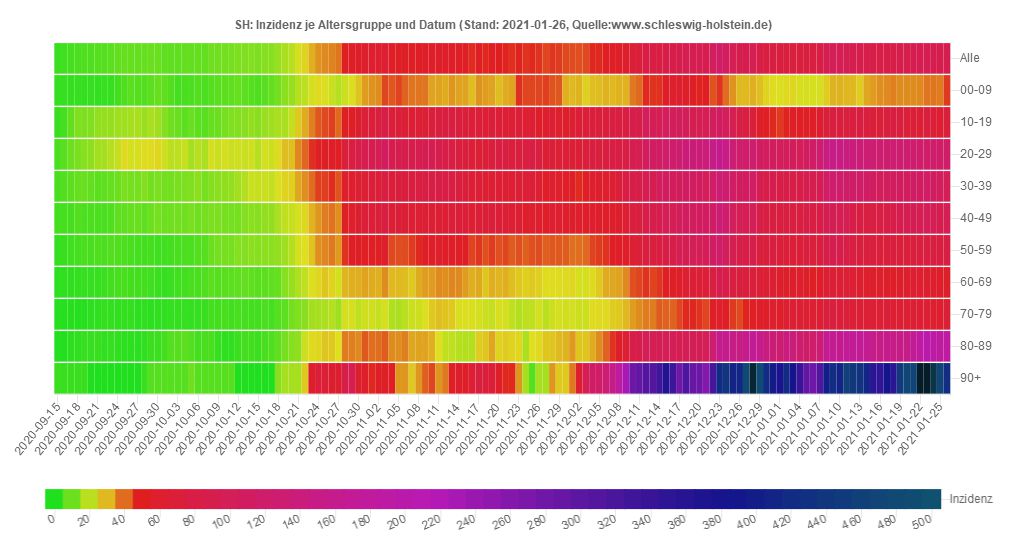 SH: Inzidenz je Altersgruppe und Datum (Stand: 2021-01-26, Quelle:www.schleswig-holstein.de)
Alle
00-09
10-19
20-29
30-39
40-49
50-59
60-69
70-79
80-89
90+
2020-09-15 2020-09-18 2020-09-21 2020-09-24 2020-09-27 2020-09-30 2020-10-03 2020-10-06 2020-10-09 2020-10-12 2020-10-15 2020-10-18 2020-10-21 2020-10-24 2020-10-27 2020-10-30 2020-11-02 2020-11-05 2020-11-08 2020-11-11 2020-11-14 2020-11-17 2020-11-20 2020-11-23 2020-11-26 2020-11-29 2020-12-02 2020-12-05 2020-12-08 2020-12-11 2020-12-14 2020-12-17 2020-12-20 2020-12-23 2020-12-26 2020-12-29 2021-01-01 2021-01-04 2021-01-07 2021-01-10 2021-01-13 2021-01-16 2021-01-19 2021-01-22 2021-01-25
Inzidenz
0 20 40 60 80 100 120 140 160 180 200 220 240 260 280 300 320 340 360 380 400 420 440 460 480 500